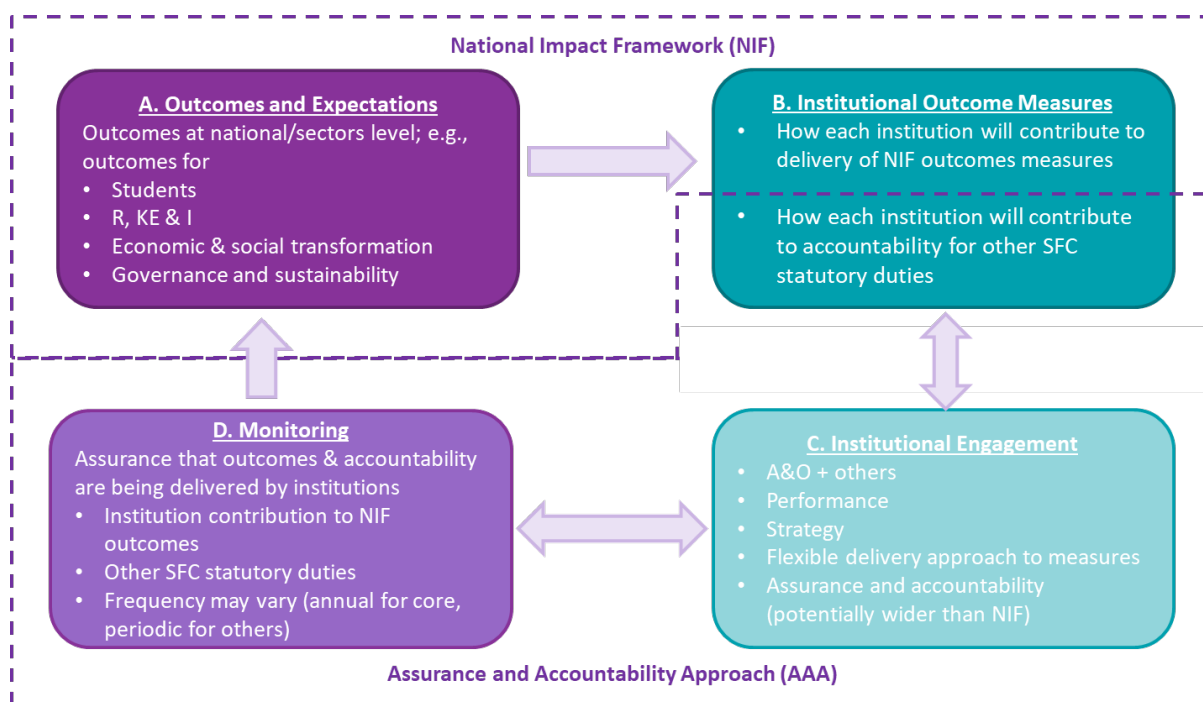 National Impact Framework (NIF)
A. Outcomes and Expectations
Outcomes at national/sectors level; e.g.,
outcomes for
• Students
• R, KE & I
• Economic & social transformation
• Governance and sustainability
B. Institutional Outcome Measures
• How each institution will contribute to
delivery of NIF outcomes measures
• How each institution will contribute
to accountability for other SFC
statutory duties
D. Monitoring
Assurance that outcomes & accountability
are being delivered by institutions
• Institution contribution to NIF
outcomes
• Other SFC statutory duties
• Frequency may vary (annual for core,
periodic for others)
C. Institutional Engagement
• A&O + others
• Performance
• Strategy
• Flexible delivery approach to measures
• Assurance and accountability
(potentially wider than NIF)
Assurance and Accountability Approach (AAA)